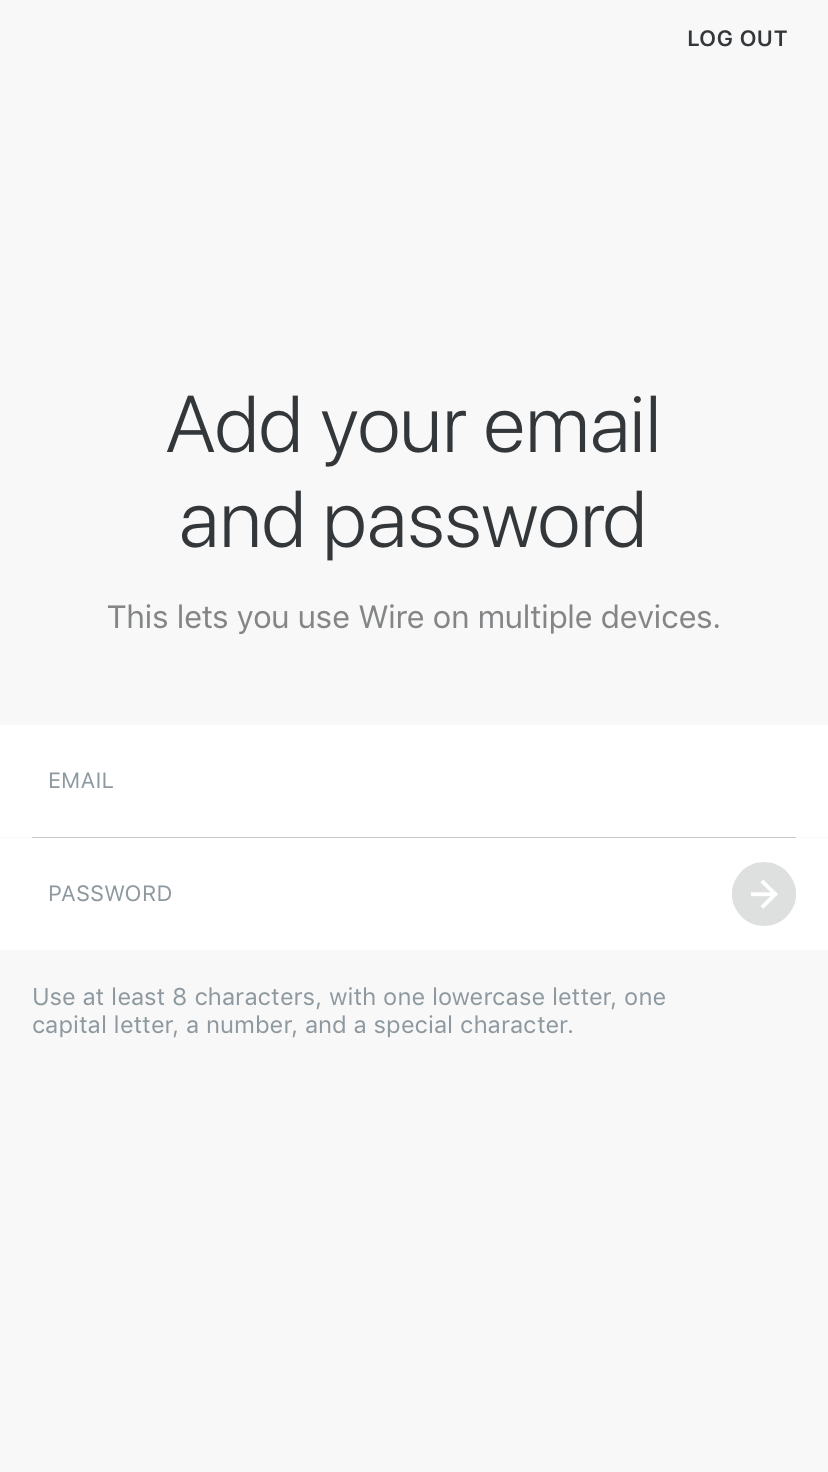 LOG OUT
Add your email
and password
This lets you use Wire on multiple devices.
EMAIL
PASSWORD
Use at least 8 characters, with one lowercase letter, one
capital letter, a number, and a special character.